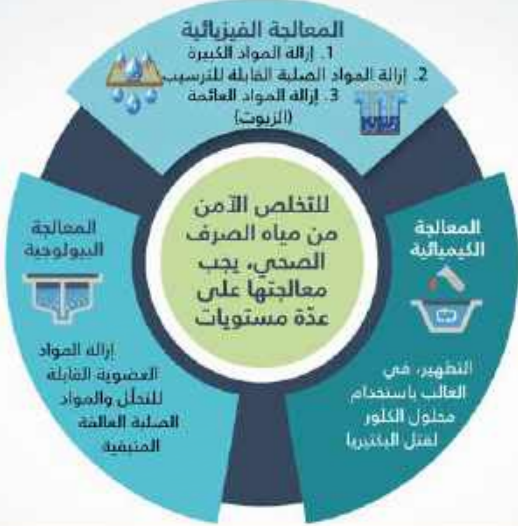 المعالجة الفيزيائية
1. إزالة المواد الكبيرة
2. إزالة المواد الصلبة القابلة للترسيب
3. إزالة المواد العائمة
(الزيوت)
للتخلص الآمن
من مياه الصرف
الصحي، يجب
معالجتها على
عدّة مستويات
المعالجة
الكيميائية
التطهير، في
الغالب باستخدام
محلول الكلور
لقتل البكتيريا
المعالجة
البيولوجية
إزالة المواد
العضوية القابلة
للتحلّل والمواد
الصلبة العالقة
المتبقية